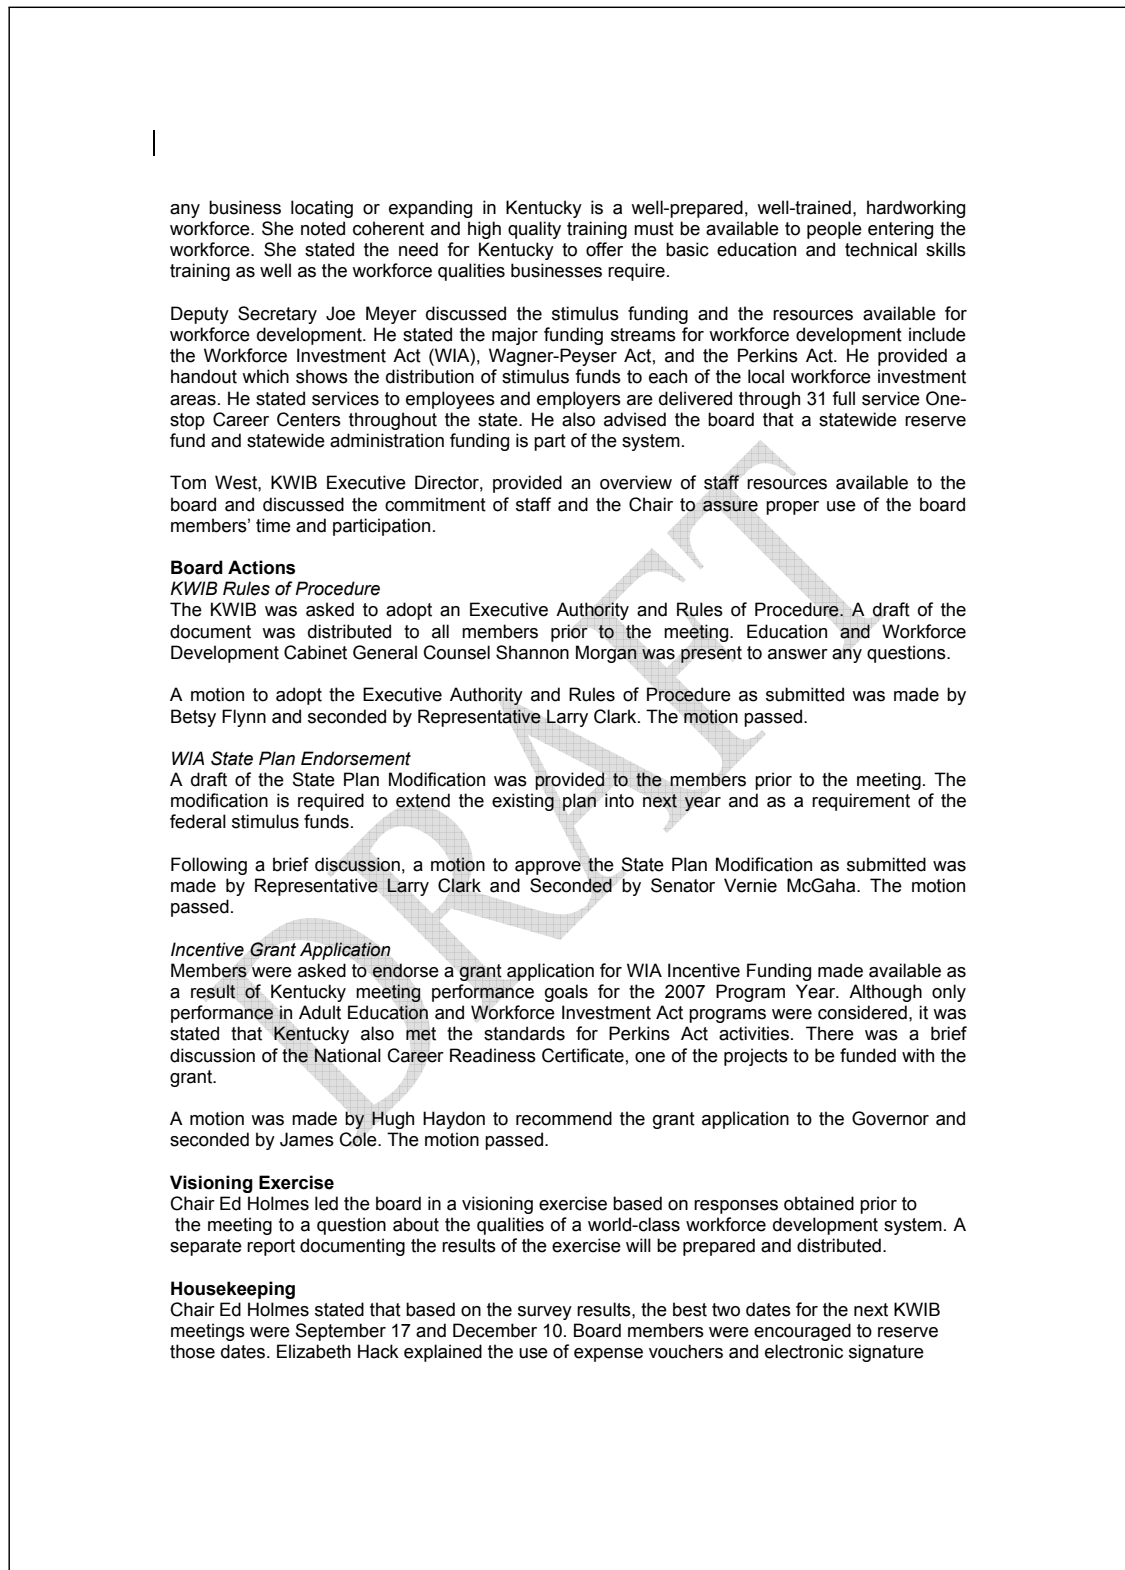 any business locating or expanding in Kentucky is a well-prepared, well-trained, hardworking
workforce. She noted coherent and high quality training must be available to people entering the
workforce. She stated the need for Kentucky to offer the basic education and technical skills
training as well as the workforce qualities businesses require.
Deputy Secretary Joe Meyer discussed the stimulus funding and the resources available for
workforce development. He stated the major funding streams for workforce development include
the Workforce Investment Act (WIA), Wagner-Peyser Act, and the Perkins Act. He provided a
handout which shows the distribution of stimulus funds to each of the local workforce investment
areas. He stated services to employees and employers are delivered through 31 full service One-
stop Career Centers throughout the state. He also advised the board that a statewide reserve
fund and statewide administration funding is part of the system.
Tom West, KWIB Executive Director, provided an overview of staff resources available to the
board and discussed the commitment of staff and the Chair to assure proper use of the board
members' time and participation.
Board Actions
KWIB Rules of Procedure
The KWIB was asked to adopt an Executive Authority and Rules of Procedure. A draft of the
document was distributed to all members prior to the meeting. Education and Workforce
Development Cabinet General Counsel Shannon Morgan was present to answer any questions.
A motion to adopt the Executive Authority and Rules of Procedure as submitted was made by
Betsy Flynn and seconded by Representative Larry Clark. The motion passed.
WIA State Plan Endorsement
A draft of the State Plan Modification was provided to the members prior to the meeting. The
modification is required to extend the existing plan into next year and as a requirement of the
federal stimulus funds.
Following a brief discussion, a motion to approve the State Plan Modification as submitted was
made by Representative Larry Clark and Seconded by Senator Vernie McGaha. The motion
passed.
Incentive Grant Application
Members were asked to endorse a grant application for WIA Incentive Funding made available as
a result of Kentucky meeting performance goals for the 2007 Program Year. Although only
performance in Adult Education and Workforce Investment Act programs were considered, it was
stated that Kentucky also met the standards for Perkins Act activities. There was a brief
discussion of the National Career Readiness Certificate, one of the projects to be funded with the
grant.
A motion was made by Hugh Haydon to recommend the grant application to the Governor and
seconded by James Cole. The motion passed.
Visioning Exercise
Chair Ed Holmes led the board in a visioning exercise based on responses obtained prior to
the meeting to a question about the qualities of a world-class workforce development system. A
separate report documenting the results of the exercise will be prepared and distributed.
Housekeeping
Chair Ed Holmes stated that based on the survey results, the best two dates for the next KWIB
meetings were September 17 and December 10. Board members were encouraged to reserve
those dates. Elizabeth Hack explained the use of expense vouchers and electronic signature
DRAFT